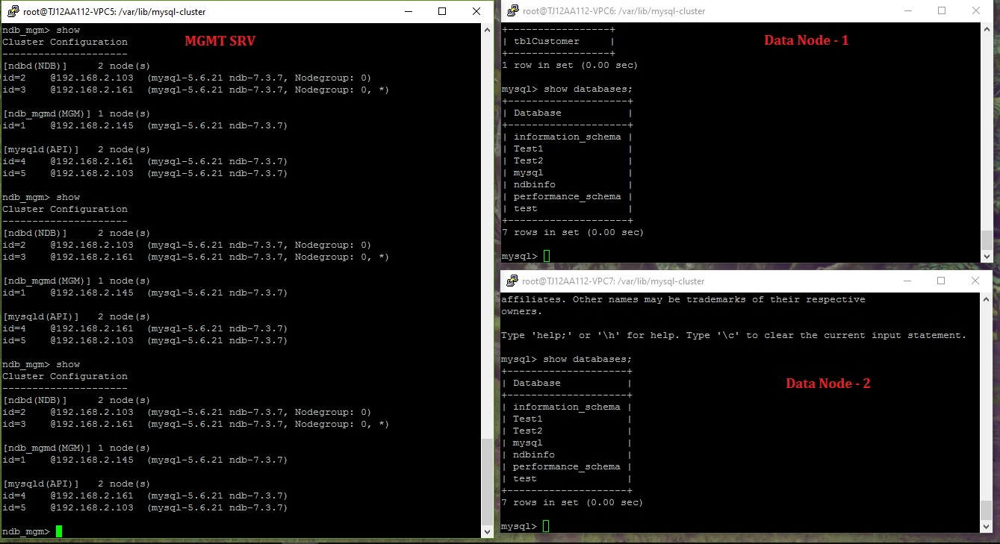 root@TJ12AA112-VPC5: /var/lib/mysql-cluster
MGMT SRV
ndb_mgm> show
Cluster Configuration
---------------------
[ndbd(NDB)]     2 node(s)
id=2    @192.168.2.103  (mysql-5.6.21 ndb-7.3.7, Nodegroup: 0)
id=3    @192.168.2.161  (mysql-5.6.21 ndb-7.3.7, Nodegroup: 0, *)

[ndb_mgmd(MGM)] 1 node(s)
id=1    @192.168.2.145  (mysql-5.6.21 ndb-7.3.7)

[mysqld(API)]   2 node(s)
id=4    @192.168.2.161  (mysql-5.6.21 ndb-7.3.7)
id=5    @192.168.2.103  (mysql-5.6.21 ndb-7.3.7)

ndb_mgm> show
Cluster Configuration
---------------------
[ndbd(NDB)]     2 node(s)
id=2    @192.168.2.103  (mysql-5.6.21 ndb-7.3.7, Nodegroup: 0)
id=3    @192.168.2.161  (mysql-5.6.21 ndb-7.3.7, Nodegroup: 0, *)

[ndb_mgmd(MGM)] 1 node(s)
id=1    @192.168.2.145  (mysql-5.6.21 ndb-7.3.7)

[mysqld(API)]   2 node(s)
id=4    @192.168.2.161  (mysql-5.6.21 ndb-7.3.7)
id=5    @192.168.2.103  (mysql-5.6.21 ndb-7.3.7)

ndb_mgm> show
Cluster Configuration
---------------------
[ndbd(NDB)]     2 node(s)
id=2    @192.168.2.103  (mysql-5.6.21 ndb-7.3.7, Nodegroup: 0)
id=3    @192.168.2.161  (mysql-5.6.21 ndb-7.3.7, Nodegroup: 0, *)

[ndb_mgmd(MGM)] 1 node(s)
id=1    @192.168.2.145  (mysql-5.6.21 ndb-7.3.7)

[mysqld(API)]   2 node(s)
id=4    @192.168.2.161  (mysql-5.6.21 ndb-7.3.7)
id=5    @192.168.2.103  (mysql-5.6.21 ndb-7.3.7)

ndb_mgm>
root@TJ12AA112-VPC6: /var/lib/mysql-cluster
Data Node - 1
+-----------------+
| tblCustomer     |
+-----------------+
1 row in set (0.00 sec)

mysql> show databases;
+--------------------+
| Database           |
+--------------------+
| information_schema |
| Test1              |
| Test2              |
| mysql              |
| ndbinfo            |
| performance_schema |
| test               |
+--------------------+
7 rows in set (0.00 sec)

mysql>
root@TJ12AA112-VPC7: /var/lib/mysql-cluster
affiliates. Other names may be trademarks of their respective
owners.

Type 'help;' or '\h' for help. Type '\c' to clear the current input statement.

mysql> show databases;
Data Node - 2
+--------------------+
| Database           |
+--------------------+
| information_schema |
| Test1              |
| Test2              |
| mysql              |
| ndbinfo            |
| performance_schema |
| test               |
+--------------------+
7 rows in set (0.00 sec)

mysql>